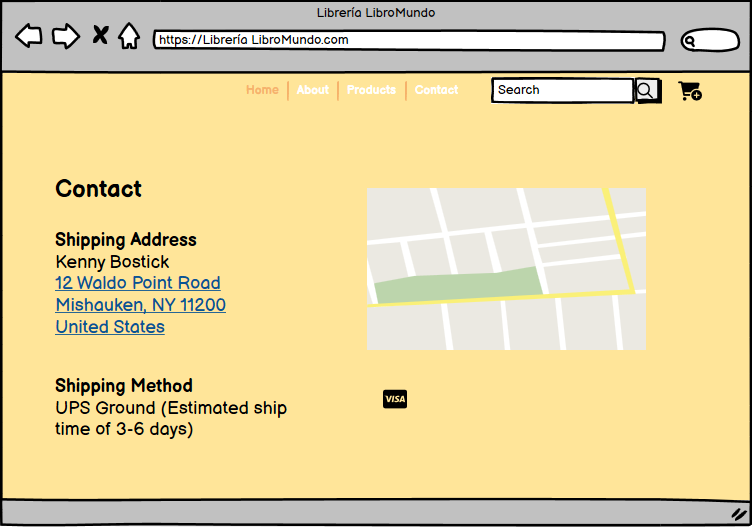 Librería LibroMundo
https://Librería LibroMundo.com
Home About Products Contact Search
Contact
Shipping Address
Kenny Bostick
12 Waldo Point Road
Mishauken, NY 11200
United States
Shipping Method
UPS Ground (Estimated ship
time of 3-6 days)
VISA